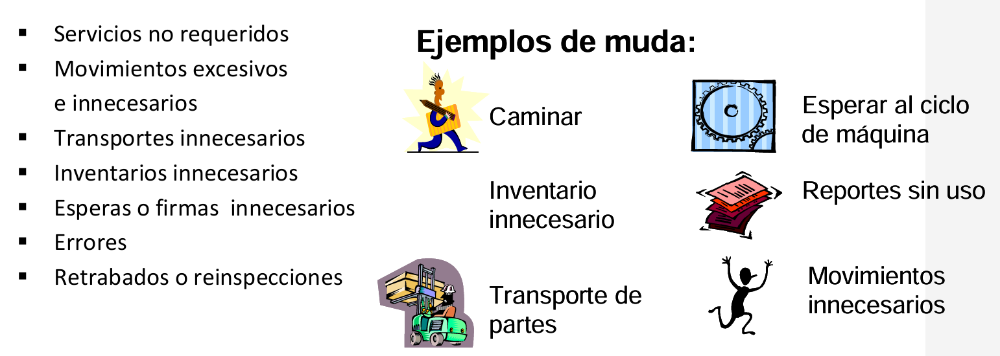 ▪ Servicios no requeridos
▪ Movimientos excesivos
e innecesarios
▪ Transportes innecesarios
▪ Inventarios innecesarios
▪ Esperas o firmas  innecesarios
▪ Errores
▪ Retrabados o reinspecciones
Ejemplos de muda:
Caminar
Inventario
innecesario
Transporte de
partes
Esperar al ciclo
de máquina
Reportes sin uso
Movimientos
innecesarios